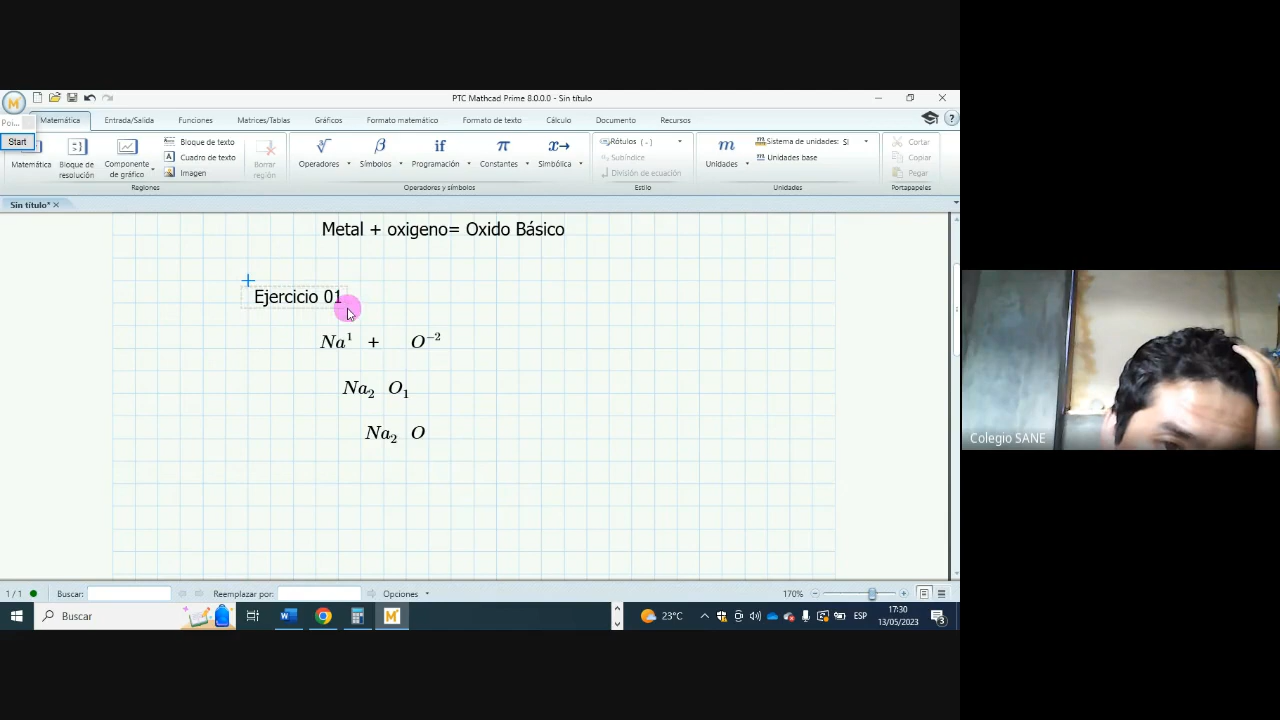 PTC Mathcad Prime 8.0.0.0 - Sin título
Matemática Entrada/Salida Funciones Matrices/Tablas Gráficos Formato matemático Formato de texto Cálculo Documento Recursos
Start
Matemática
Bloque de resolución
Componente de gráfico
Bloque de texto
Cuadro de texto
Imagen
Borrar región
Regiones
Operadores
Símbolos
if
Programación
π
Constantes
Simbólica
Operadores y símbolos
Rótulos ( - )
Subíndice
División de ecuación
Estilo
m
Unidades
Sistema de unidades: SI
Unidades base
Unidades
Cortar
Copiar
Pegar
Portapapeles
Sin título*
Metal + oxigeno= Oxido Básico
Ejercicio 01
Na¹ + O⁻²
Na₂ O₁
Na₂ O
Colegio SANE
1 / 1 Buscar: Reemplazar por: Opciones 170%
Buscar 23°C ESP 17:30
13/05/2023 3